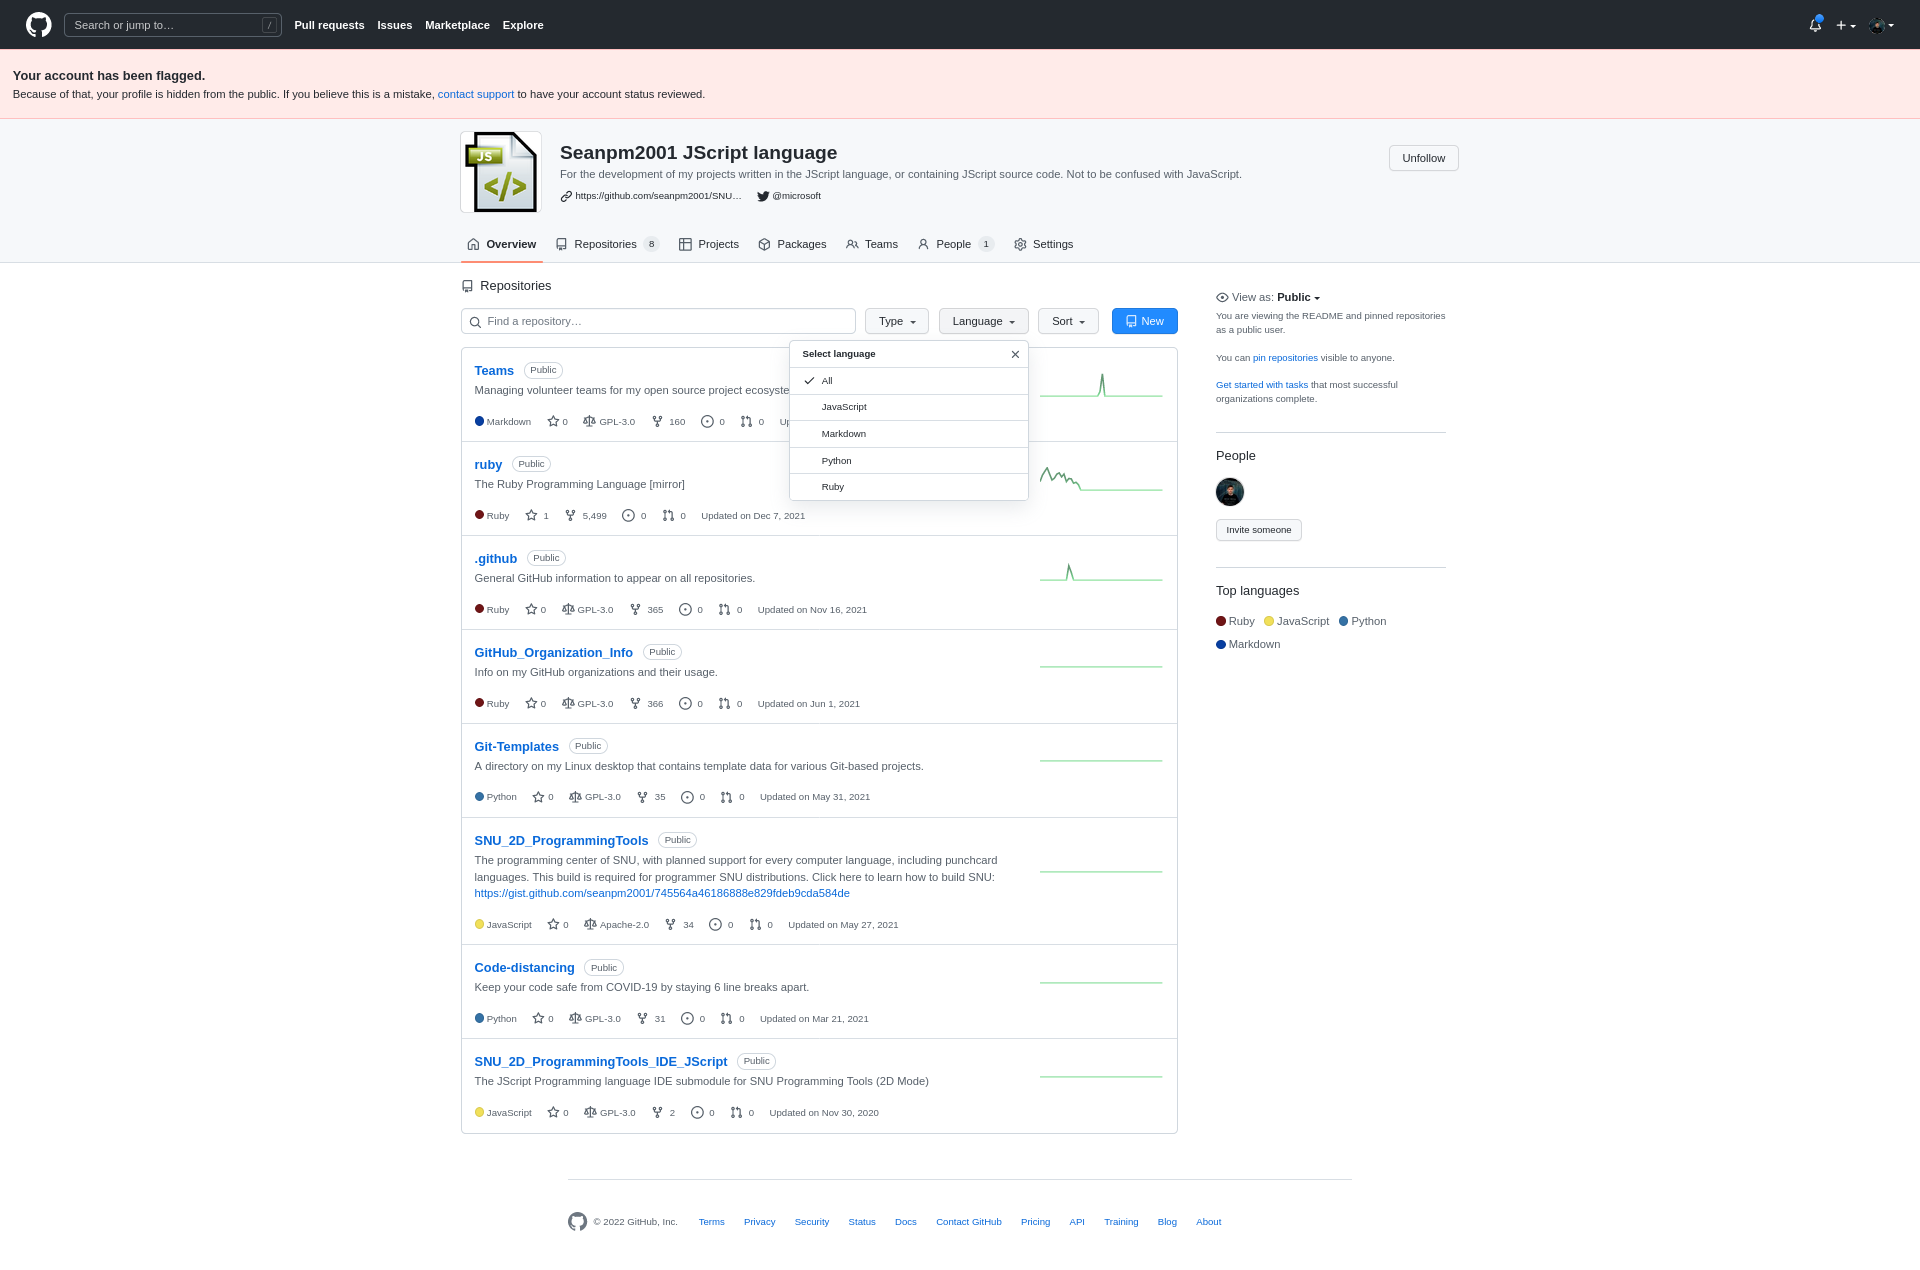 Search or jump to… / Pull requests Issues Marketplace Explore
Your account has been flagged.
Because of that, your profile is hidden from the public. If you believe this is a mistake, contact support to have your account status reviewed.
JS
</>
Seanpm2001 JScript language
Unfollow
For the development of my projects written in the JScript language, or containing JScript source code. Not to be confused with JavaScript.
https://github.com/seanpm2001/SNU… @microsoft
Overview Repositories 8 Projects Packages Teams People 1 Settings
Repositories
Find a repository… Type Language Sort New
Select language
All
JavaScript
Markdown
Python
Ruby
Teams Public
Managing volunteer teams for my open source project ecosyste
Markdown 0 GPL-3.0 160 0 0 Up
ruby Public
The Ruby Programming Language [mirror]
Ruby 1 5,499 0 0 Updated on Dec 7, 2021
.github Public
General GitHub information to appear on all repositories.
Ruby 0 GPL-3.0 365 0 0 Updated on Nov 16, 2021
GitHub_Organization_Info Public
Info on my GitHub organizations and their usage.
Ruby 0 GPL-3.0 366 0 0 Updated on Jun 1, 2021
Git-Templates Public
A directory on my Linux desktop that contains template data for various Git-based projects.
Python 0 GPL-3.0 35 0 0 Updated on May 31, 2021
SNU_2D_ProgrammingTools Public
The programming center of SNU, with planned support for every computer language, including punchcard
languages. This build is required for programmer SNU distributions. Click here to learn how to build SNU:
https://gist.github.com/seanpm2001/745564a46186888e829fdeb9cda584de
JavaScript 0 Apache-2.0 34 0 0 Updated on May 27, 2021
Code-distancing Public
Keep your code safe from COVID-19 by staying 6 line breaks apart.
Python 0 GPL-3.0 31 0 0 Updated on Mar 21, 2021
SNU_2D_ProgrammingTools_IDE_JScript Public
The JScript Programming language IDE submodule for SNU Programming Tools (2D Mode)
JavaScript 0 GPL-3.0 2 0 0 Updated on Nov 30, 2020
View as: Public
You are viewing the README and pinned repositories
as a public user.
You can pin repositories visible to anyone.
Get started with tasks that most successful
organizations complete.
People
Invite someone
Top languages
Ruby JavaScript Python
Markdown
© 2022 GitHub, Inc. Terms Privacy Security Status Docs Contact GitHub Pricing API Training Blog About